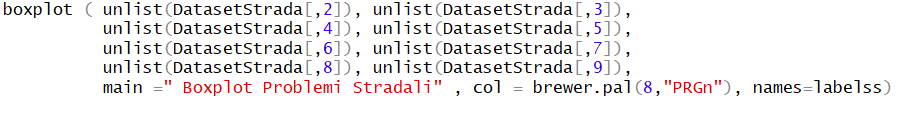 boxplot ( unlist(DatasetStrada[,2]), unlist(DatasetStrada[,3]),
unlist(DatasetStrada[,4]), unlist(DatasetStrada[,5]),
unlist(DatasetStrada[,6]), unlist(DatasetStrada[,7]),
unlist(DatasetStrada[,8]), unlist(DatasetStrada[,9]),
main =" Boxplot Problemi Stradali" , col = brewer.pal(8,"PRGn"), names=labelss)